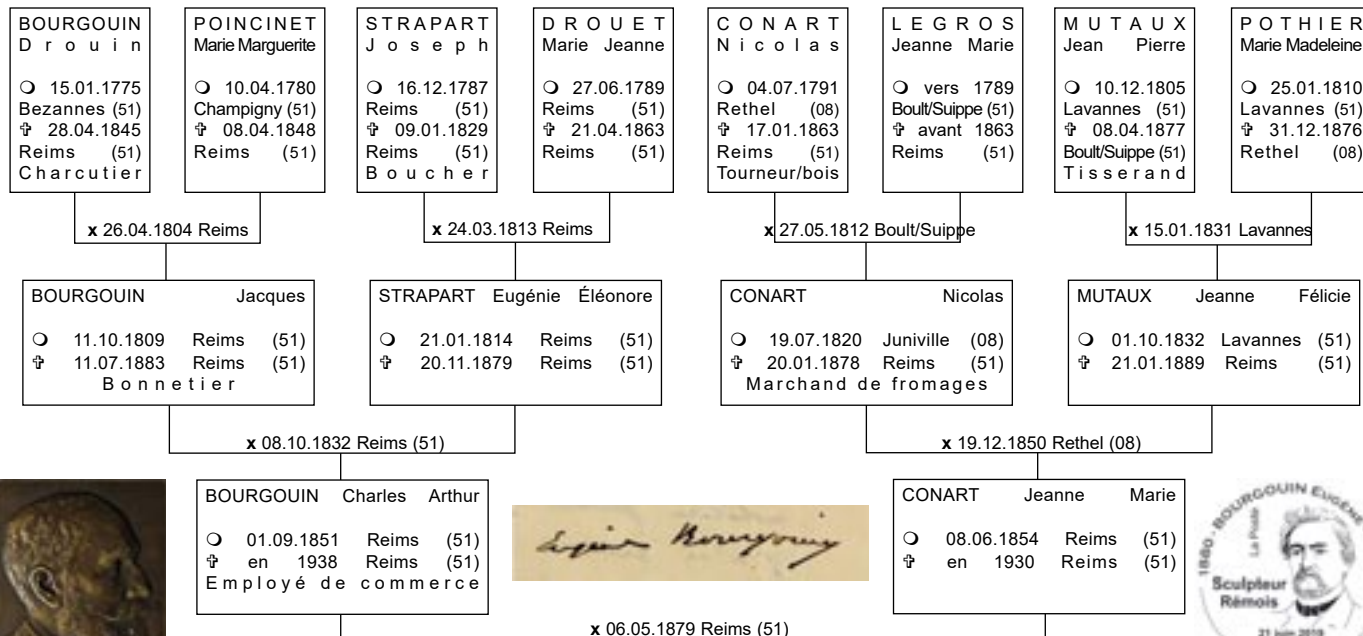 BOURGOUIN
Drouin
O 15.01.1775
Bezannes (51)
✞ 28.04.1845
Reims (51)
Charcutier
POINCINET
Marie Marguerite
O 10.04.1780
Champigny (51)
✞ 08.04.1848
Reims (51)
STRAPART
Joseph
O 16.12.1787
Reims (51)
✞ 09.01.1829
Reims (51)
Boucher
DROUET
Marie Jeanne
O 27.06.1789
Reims (51)
✞ 21.04.1863
Reims (51)
CONART
Nicolas
O 04.07.1791
Rethel (08)
✞ 17.01.1863
Reims (51)
Tourneur/bois
LEGROS
Jeanne Marie
O vers 1789
Boult/Suippe (51)
✞ avant 1863
Reims (51)
MUTAUX
Jean Pierre
O 10.12.1805
Lavannes (51)
✞ 08.04.1877
Boult/Suippe (51)
Tisserand
POTHIER
Marie Madeleine
O 25.01.1810
Lavannes (51)
✞ 31.12.1876
Rethel (08)
x 26.04.1804 Reims
x 24.03.1813 Reims
x 27.05.1812 Boult/Suippe
x 15.01.1831 Lavannes
BOURGOUIN Jacques
O 11.10.1809 Reims (51)
✞ 11.07.1883 Reims (51)
Bonnetier
STRAPART Eugénie Éléonore
O 21.01.1814 Reims (51)
✞ 20.11.1879 Reims (51)
CONART Nicolas
O 19.07.1820 Juniville (08)
✞ 20.01.1878 Reims (51)
Marchand de fromages
MUTAUX Jeanne Félicie
O 01.10.1832 Lavannes (51)
✞ 21.01.1889 Reims (51)
x 08.10.1832 Reims (51)
x 19.12.1850 Rethel (08)
BOURGOUIN Charles Arthur
O 01.09.1851 Reims (51)
✞ en 1938 Reims (51)
Employé de commerce
Eugène Bourgouin
CONART Jeanne Marie
O 08.06.1854 Reims (51)
✞ en 1930 Reims (51)
1880 - BOURGOUIN EUGÈNE
La Poste
Sculpteur
Rémois
x 06.05.1879 Reims (51)